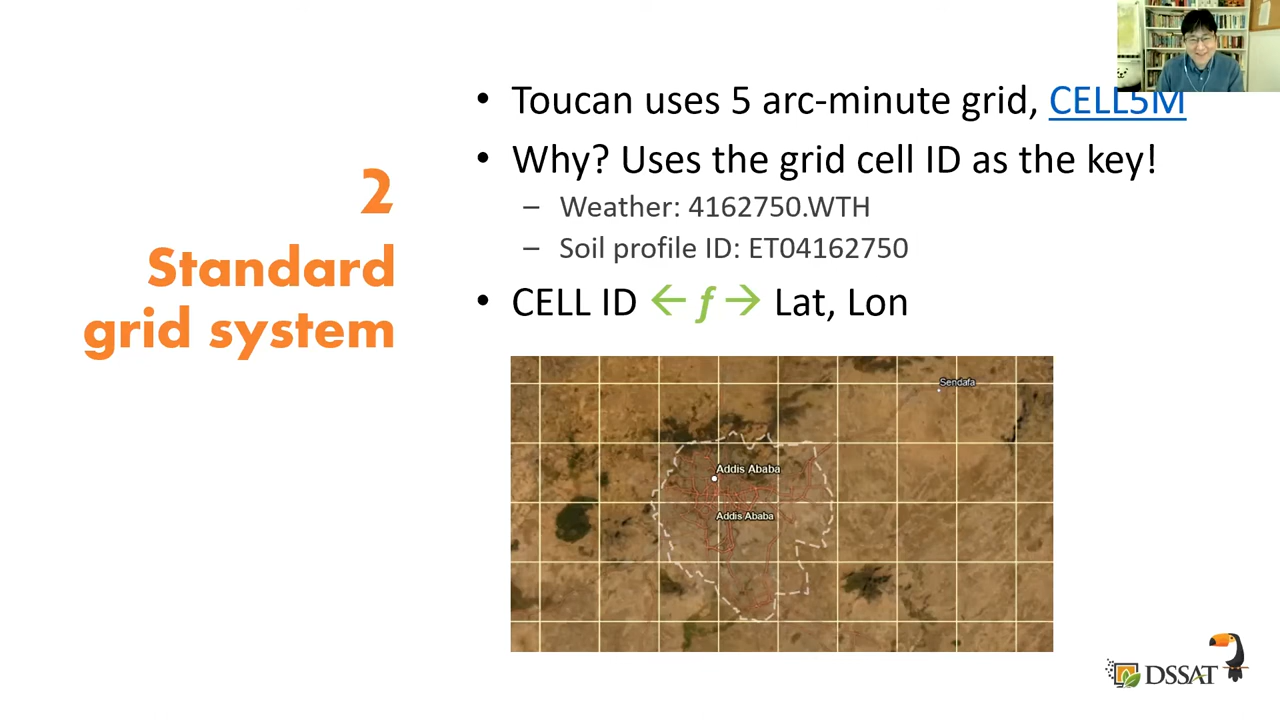 2
Standard
grid system
• Toucan uses 5 arc-minute grid, CELL5M
• Why? Uses the grid cell ID as the key!
– Weather: 4162750.WTH
– Soil profile ID: ET04162750
• CELL ID ← f → Lat, Lon
Sendafa
Addis Ababa
Addis Ababa
DSSAT